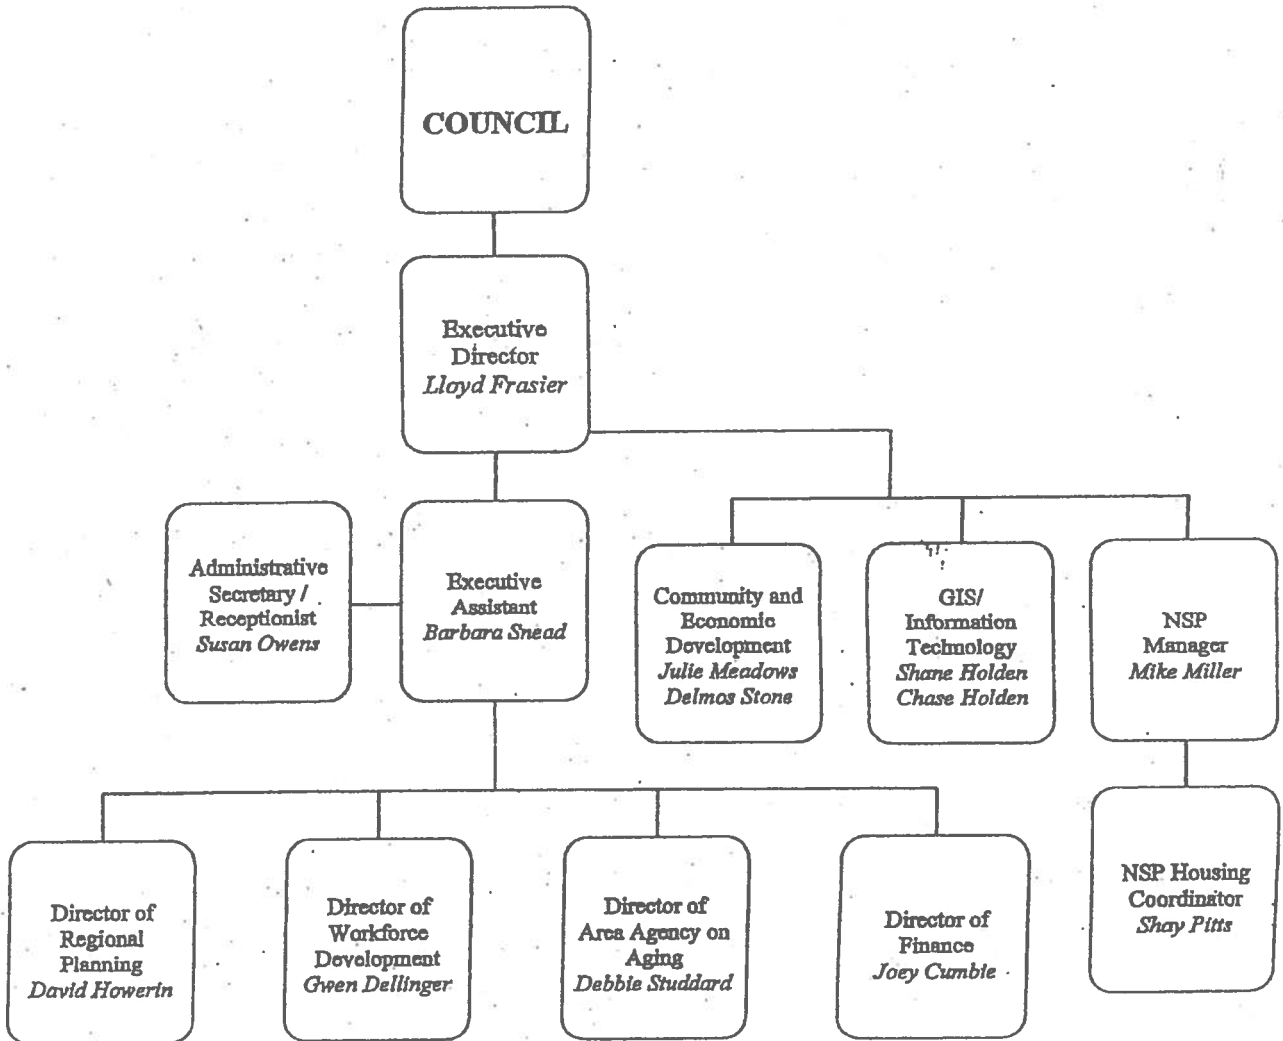 COUNCIL
Executive
Director
Lloyd Frasier
Administrative
Secretary /
Receptionist
Susan Owens
Executive
Assistant
Barbara Snead
Community and
Economic
Development
Julie Meadows
Delmos Stone
GIS/
Information
Technology
Shane Holden
Chase Holden
NSP
Manager
Mike Miller
Director of
Regional
Planning
David Howerin
Director of
Workforce
Development
Gwen Dellinger
Director of
Area Agency on
Aging
Debbie Studdard
Director of
Finance
Joey Cumbie
NSP Housing
Coordinator
Shay Pitts